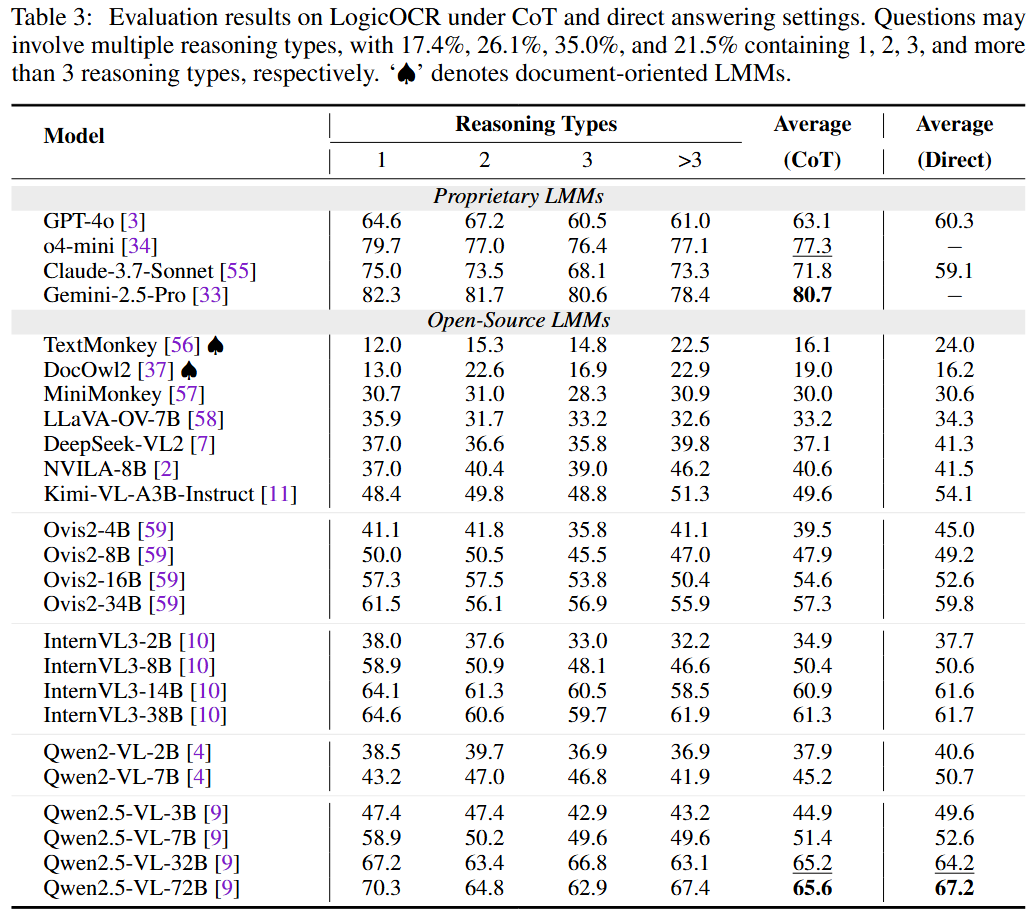 Table 3: Evaluation results on LogicOCR under CoT and direct answering settings. Questions may
involve multiple reasoning types, with 17.4%, 26.1%, 35.0%, and 21.5% containing 1, 2, 3, and more
than 3 reasoning types, respectively. ‘♠’ denotes document-oriented LMMs.
Model Reasoning Types Average Average
1 2 3 >3 (CoT) (Direct)
Proprietary LMMs
GPT-4o [3] 64.6 67.2 60.5 61.0 63.1 60.3
o4-mini [34] 79.7 77.0 76.4 77.1 77.3 –
Claude-3.7-Sonnet [55] 75.0 73.5 68.1 73.3 71.8 59.1
Gemini-2.5-Pro [33] 82.3 81.7 80.6 78.4 80.7 –
Open-Source LMMs
TextMonkey [56] ♠ 12.0 15.3 14.8 22.5 16.1 24.0
DocOwl2 [37] ♠ 13.0 22.6 16.9 22.9 19.0 16.2
MiniMonkey [57] 30.7 31.0 28.3 30.9 30.0 30.6
LLaVA-OV-7B [58] 35.9 31.7 33.2 32.6 33.2 34.3
DeepSeek-VL2 [7] 37.0 36.6 35.8 39.8 37.1 41.3
NVILA-8B [2] 37.0 40.4 39.0 46.2 40.6 41.5
Kimi-VL-A3B-Instruct [11] 48.4 49.8 48.8 51.3 49.6 54.1
Ovis2-4B [59] 41.1 41.8 35.8 41.1 39.5 45.0
Ovis2-8B [59] 50.0 50.5 45.5 47.0 47.9 49.2
Ovis2-16B [59] 57.3 57.5 53.8 50.4 54.6 52.6
Ovis2-34B [59] 61.5 56.1 56.9 55.9 57.3 59.8
InternVL3-2B [10] 38.0 37.6 33.0 32.2 34.9 37.7
InternVL3-8B [10] 58.9 50.9 48.1 46.6 50.4 50.6
InternVL3-14B [10] 64.1 61.3 60.5 58.5 60.9 61.6
InternVL3-38B [10] 64.6 60.6 59.7 61.9 61.3 61.7
Qwen2-VL-2B [4] 38.5 39.7 36.9 36.9 37.9 40.6
Qwen2-VL-7B [4] 43.2 47.0 46.8 41.9 45.2 50.7
Qwen2.5-VL-3B [9] 47.4 47.4 42.9 43.2 44.9 49.6
Qwen2.5-VL-7B [9] 58.9 50.2 49.6 49.6 51.4 52.6
Qwen2.5-VL-32B [9] 67.2 63.4 66.8 63.1 65.2 64.2
Qwen2.5-VL-72B [9] 70.3 64.8 62.9 67.4 65.6 67.2